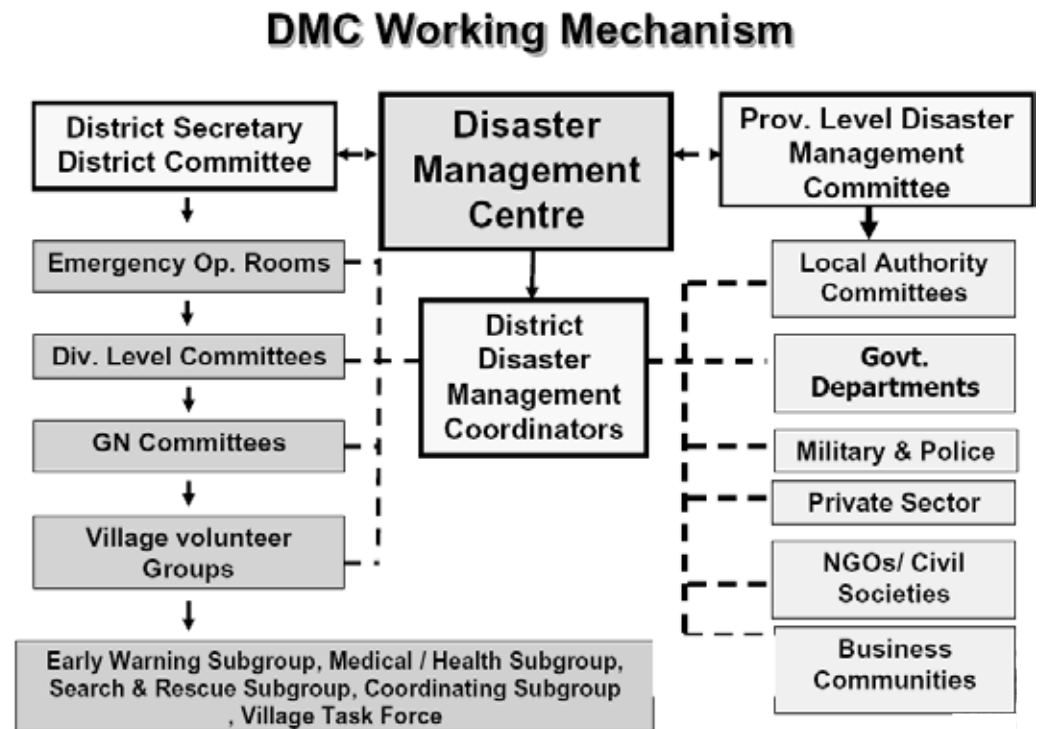 DMC Working Mechanism
District Secretary
District Committee
Disaster
Management
Centre
Prov. Level Disaster
Management
Committee
Emergency Op. Rooms
Div. Level Committees
GN Committees
Village volunteer
Groups
Early Warning Subgroup, Medical / Health Subgroup,
Search & Rescue Subgroup, Coordinating Subgroup
, Village Task Force
District
Disaster
Management
Coordinators
Local Authority
Committees
Govt.
Departments
Military & Police
Private Sector
NGOs/ Civil
Societies
Business
Communities